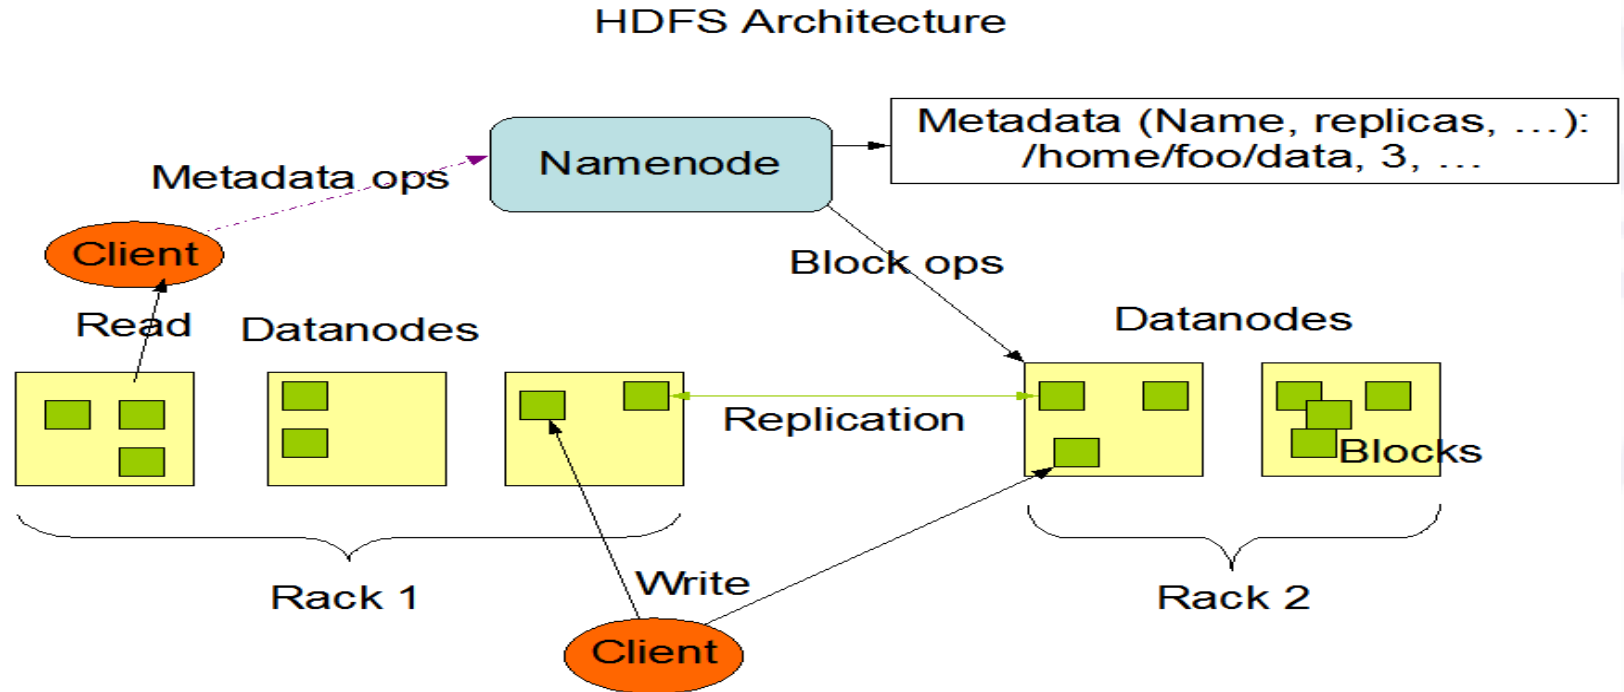 HDFS Architecture
Metadata (Name, replicas, ...):
/home/foo/data, 3, ...
Namenode
Metadata ops
Client
Block ops
Read
Datanodes
Datanodes
Replication
Blocks
Rack 1
Write
Rack 2
Client